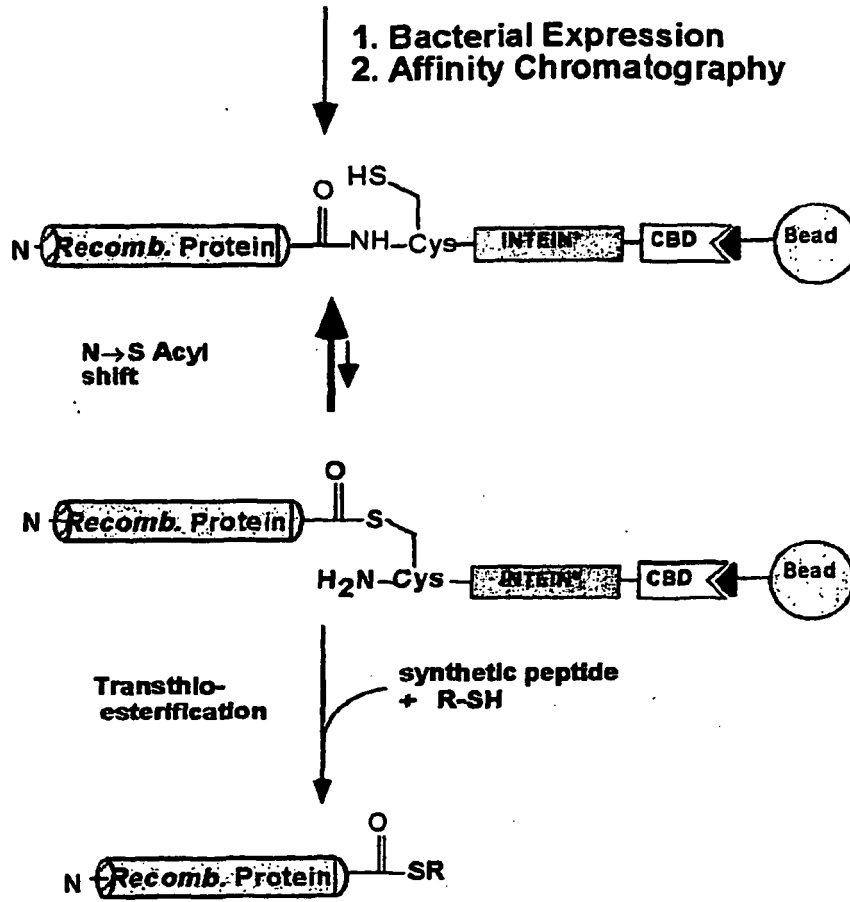 1. Bacterial Expression
2. Affinity Chromatography
O
HS
N Recomb. Protein NH Cys INTEIN* CBD Bead
N→S Acyl
shift
O
N Recomb. Protein S
H₂N Cys INTEIN* CBD Bead
Transthio-
esterification
synthetic peptide
+ R-SH
O
N Recomb. Protein SR